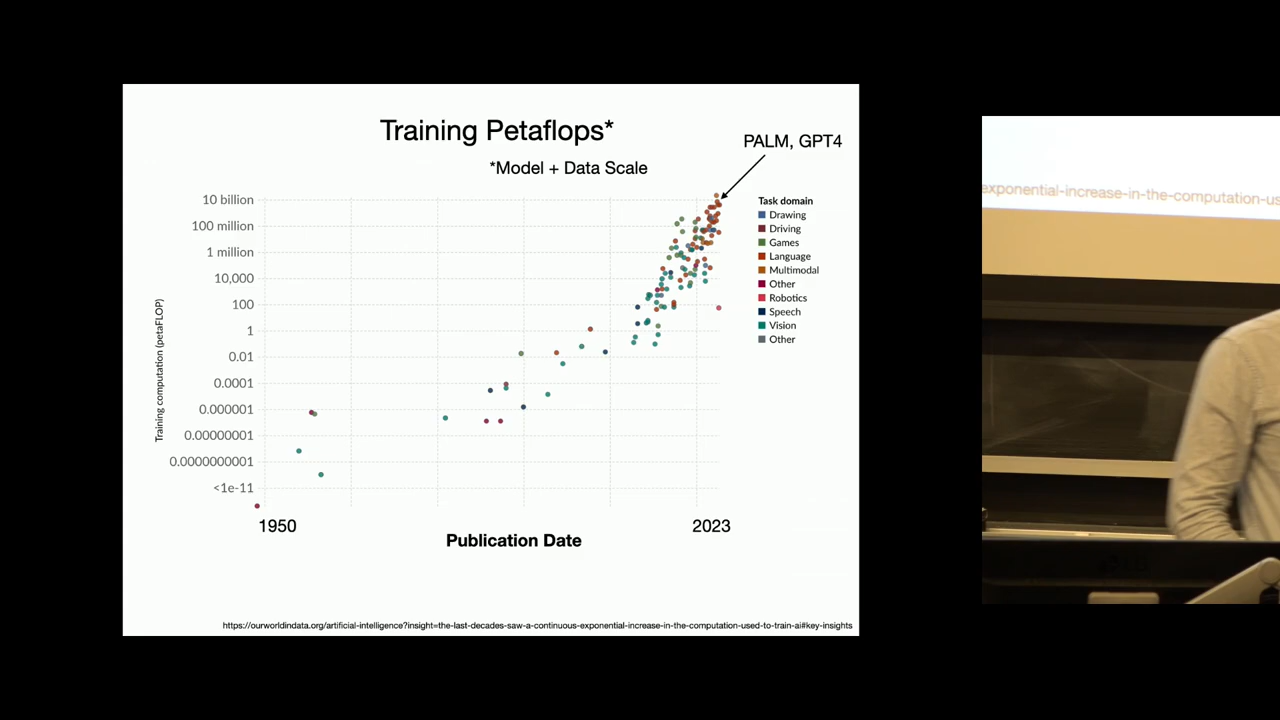 Training Petaflops*
*Model + Data Scale
PALM, GPT4
10 billion
100 million
1 million
10,000
100
1
0.01
0.0001
0.000001
0.00000001
0.0000000001
<1e-11
Training computation (petaFLOP)
Task domain
Drawing
Driving
Games
Language
Multimodal
Other
Robotics
Speech
Vision
Other
1950
2023
Publication Date
https://ourworldindata.org/artificial-intelligence?insight=the-last-decades-saw-a-continuous-exponential-increase-in-the-computation-used-to-train-ai#key-insights
exponential-increase-in-the-computation-us